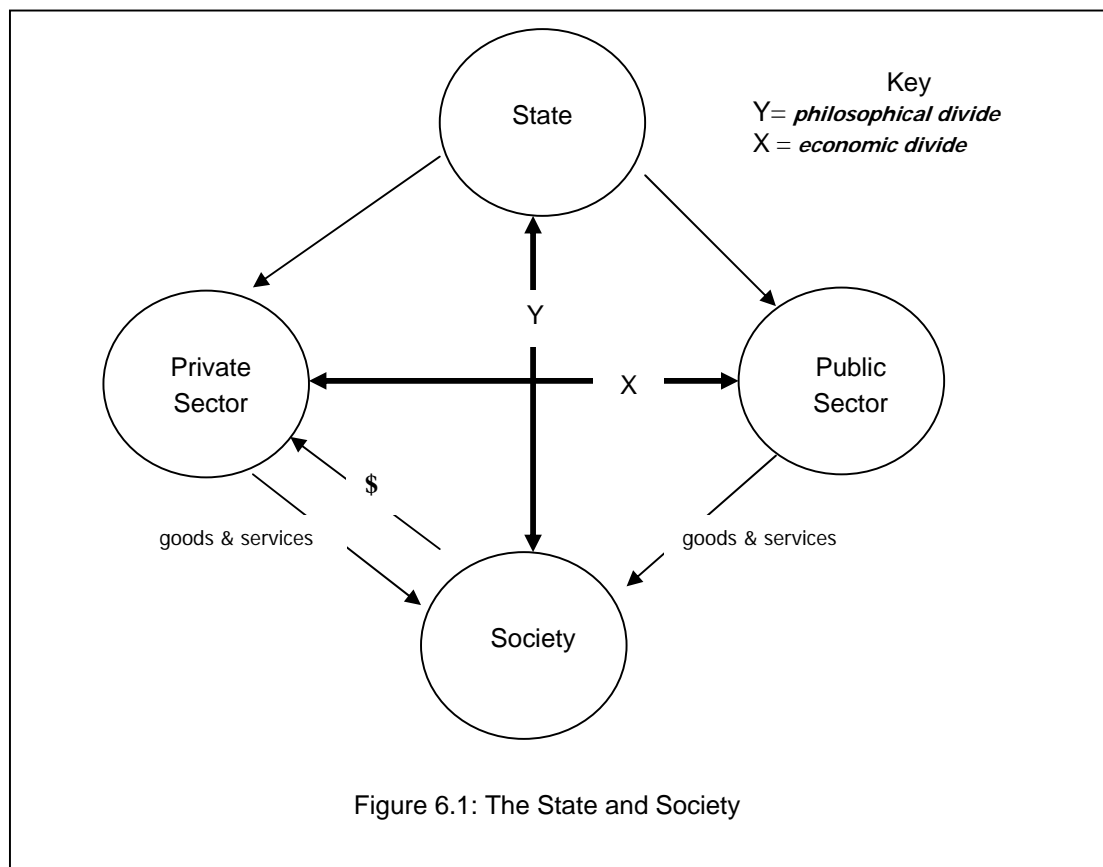 State
Key
Y= philosophical divide
X = economic divide
Y
Private
Sector
X
Public
Sector
$
goods & services
goods & services
Society
Figure 6.1: The State and Society